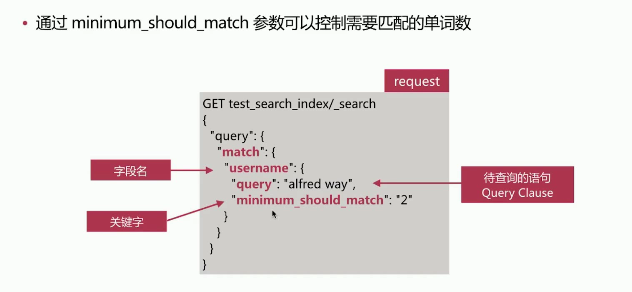 • 通过 minimum_should_match 参数可以控制需要匹配的单词数
request
GET test_search_index/_search
{
"query": {
"match": {
字段名
"username": {
"query": "alfred way",
待查询的语句
Query Clause
关键字
"minimum_should_match": "2"
}
}
}
}